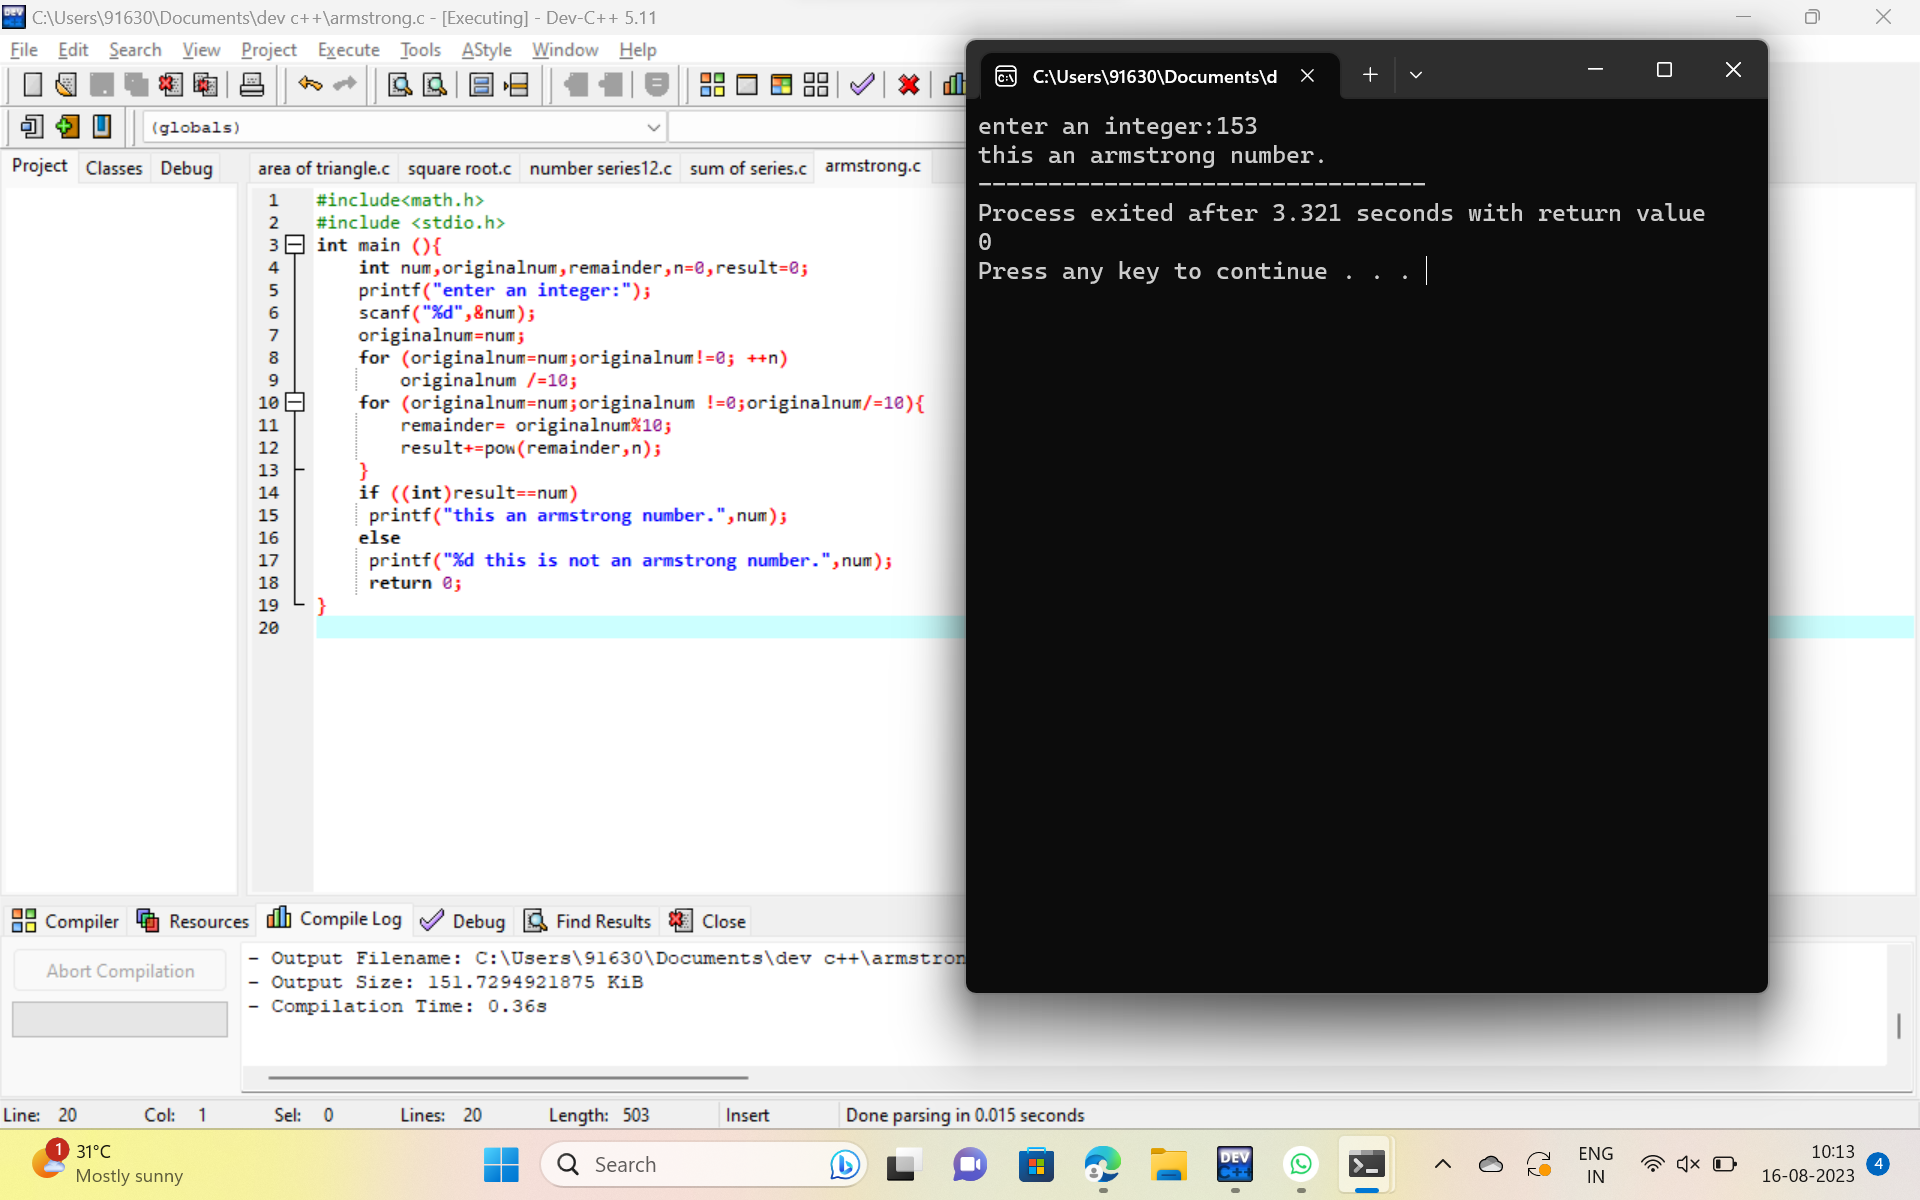 C:\Users\91630\Documents\dev c++\armstrong.c - [Executing] - Dev-C++ 5.11
File Edit Search View Project Execute Tools AStyle Window Help
(globals)
Project Classes Debug
area of triangle.c square root.c number series12.c sum of series.c armstrong.c
1 #include<math.h>
2 #include <stdio.h>
3 int main (){
4 int num,originalnum,remainder,n=0,result=0;
5 printf("enter an integer:");
6 scanf("%d",&num);
7 originalnum=num;
8 for (originalnum=num;originalnum!=0; ++n)
9 originalnum /=10;
10 for (originalnum=num;originalnum !=0;originalnum/=10){
11 remainder= originalnum%10;
12 result+=pow(remainder,n);
13 }
14 if ((int)result==num)
15 printf("this an armstrong number.",num);
16 else
17 printf("%d this is not an armstrong number.",num);
18 return 0;
19 }
20
C:\Users\91630\Documents\d
enter an integer:153
this an armstrong number.
--------------------------------
Process exited after 3.321 seconds with return value
0
Press any key to continue . . .
Compiler Resources Compile Log Debug Find Results Close
Abort Compilation
- Output Filename: C:\Users\91630\Documents\dev c++\armstron
- Output Size: 151.7294921875 KiB
- Compilation Time: 0.36s
Line: 20 Col: 1 Sel: 0 Lines: 20 Length: 503 Insert Done parsing in 0.015 seconds
1
31°C
Mostly sunny
Search
DEV C++
ENG
IN
10:13
16-08-2023
4